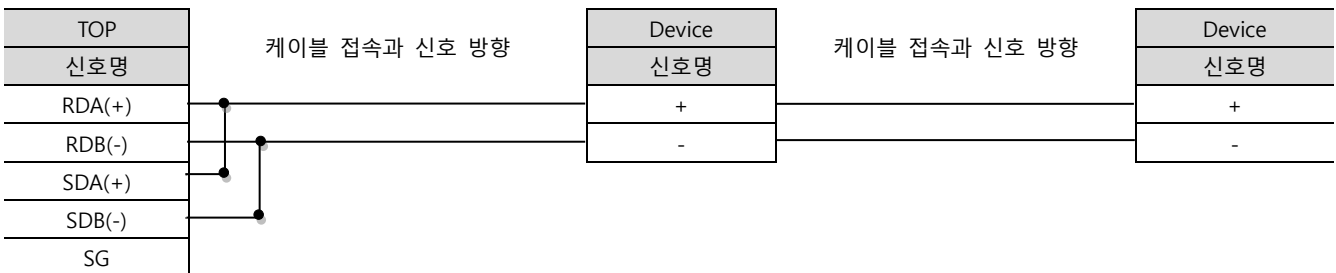 TOP
케이블 접속과 신호 방향
Device
케이블 접속과 신호 방향
Device
신호명
신호명
신호명
RDA(+)
+
+
RDB(-)
-
-
SDA(+)
SDB(-)
SG